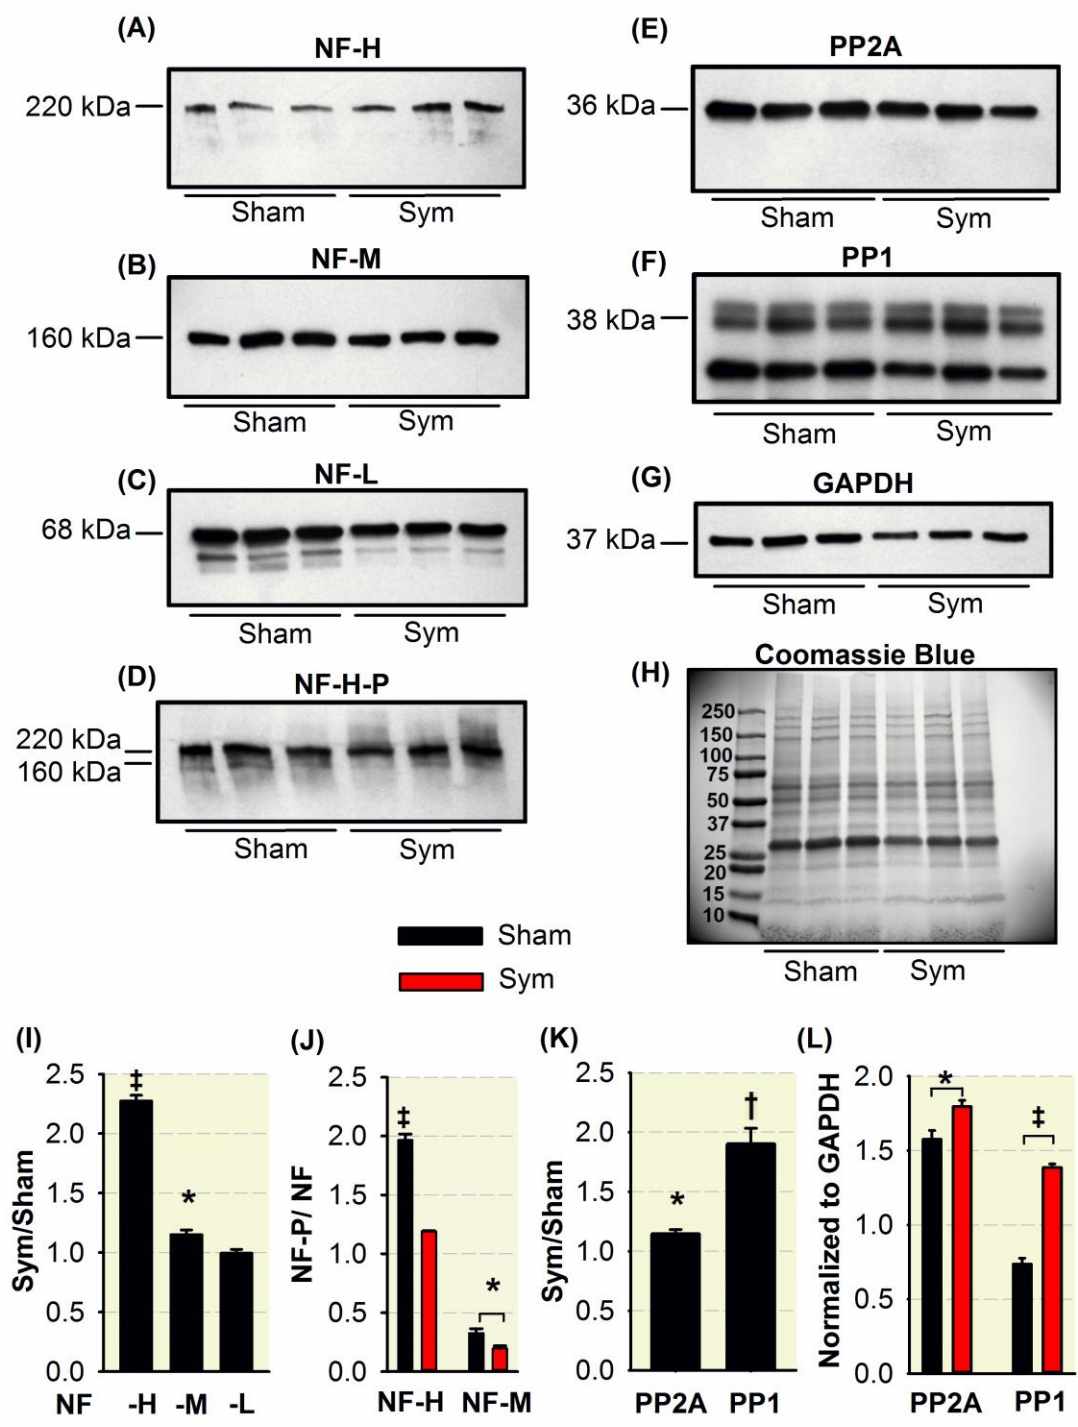 (A)
NF-H
220 kDa
Sham Sym
(B)
NF-M
160 kDa
Sham Sym
(C)
NF-L
68 kDa
Sham Sym
(D)
NF-H-P
220 kDa
160 kDa
Sham Sym
(E)
PP2A
36 kDa
Sham Sym
(F)
PP1
38 kDa
Sham Sym
(G)
GAPDH
37 kDa
Sham Sym
(H)
Coomassie Blue
250
150
100
75
50
37
25
20
15
10
Sham Sym
Sham
Sym
(I)
Sym/Sham
2.5
2.0
1.5
1.0
0.5
0.0
‡
*
NF -H -M -L
(J)
NF-P/ NF
2.5
2.0
1.5
1.0
0.5
0.0
‡
*
NF-H NF-M
(K)
Sym/Sham
2.5
2.0
1.5
1.0
0.5
0.0
*
†
PP2A PP1
(L)
Normalized to GAPDH
2.0
1.5
1.0
0.5
0.0
*
‡
PP2A PP1